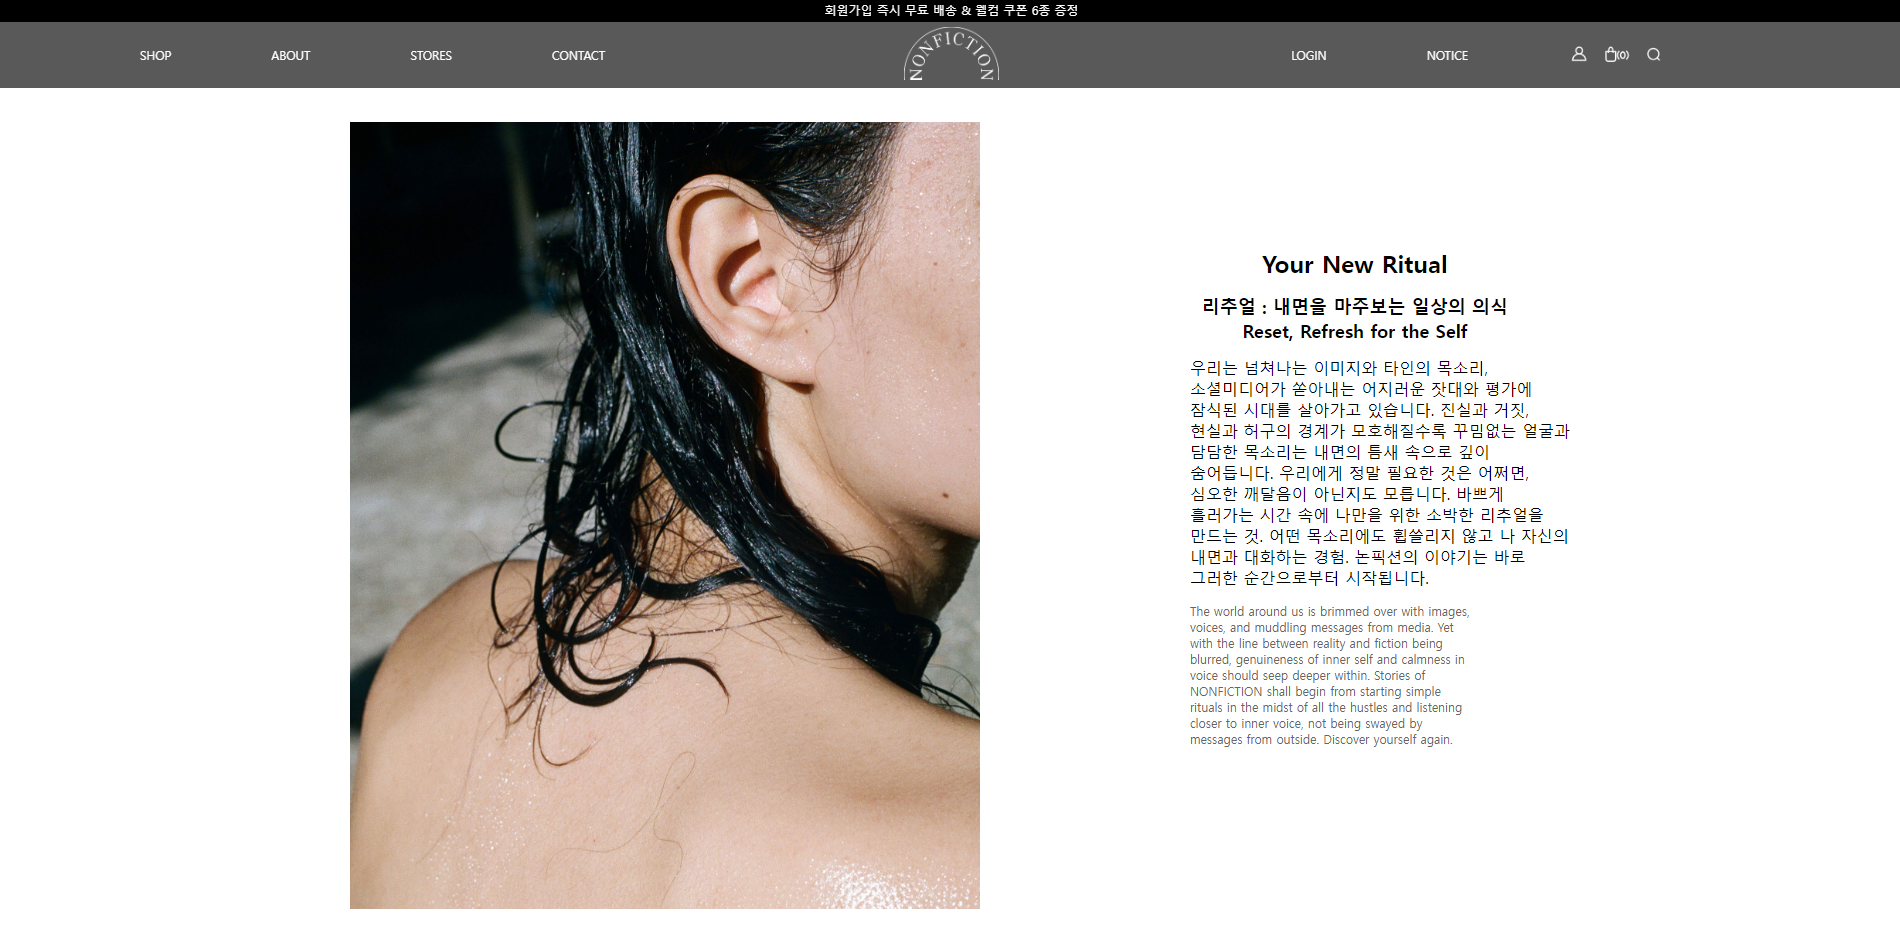 회원가입 즉시 무료 배송 & 웰컴 쿠폰 6종 증정
SHOP
ABOUT
STORES
CONTACT
NONFICTION
LOGIN
NOTICE
(0)
Your New Ritual
리추얼 : 내면을 마주보는 일상의 의식
Reset, Refresh for the Self
우리는 넘쳐나는 이미지와 타인의 목소리,
소셜미디어가 쏟아내는 어지러운 잣대와 평가에
잠식된 시대를 살아가고 있습니다. 진실과 거짓,
현실과 허구의 경계가 모호해질수록 꾸밈없는 얼굴과
담담한 목소리는 내면의 틈새 속으로 깊이
숨어듭니다. 우리에게 정말 필요한 것은 어쩌면,
심오한 깨달음이 아닌지도 모릅니다. 바쁘게
흘러가는 시간 속에 나만을 위한 소박한 리추얼을
만드는 것. 어떤 목소리에도 휩쓸리지 않고 나 자신의
내면과 대화하는 경험. 논픽션의 이야기는 바로
그러한 순간으로부터 시작됩니다.
The world around us is brimmed over with images,
voices, and muddling messages from media. Yet
with the line between reality and fiction being
blurred, genuineness of inner self and calmness in
voice should seep deeper within. Stories of
NONFICTION shall begin from starting simple
rituals in the midst of all the hustles and listening
closer to inner voice, not being swayed by
messages from outside. Discover yourself again.